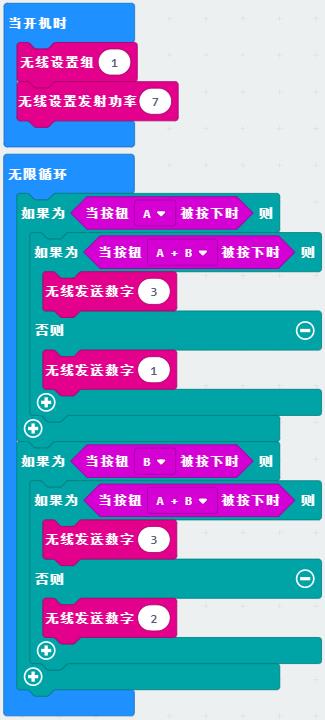 当开机时
无线设置组 1
无线设置发射功率 7
无限循环
如果为 当按钮 A 被按下时 则
如果为 当按钮 A + B 被按下时 则
无线发送数字 3
否则
无线发送数字 1
如果为 当按钮 B 被按下时 则
如果为 当按钮 A + B 被按下时 则
无线发送数字 3
否则
无线发送数字 2